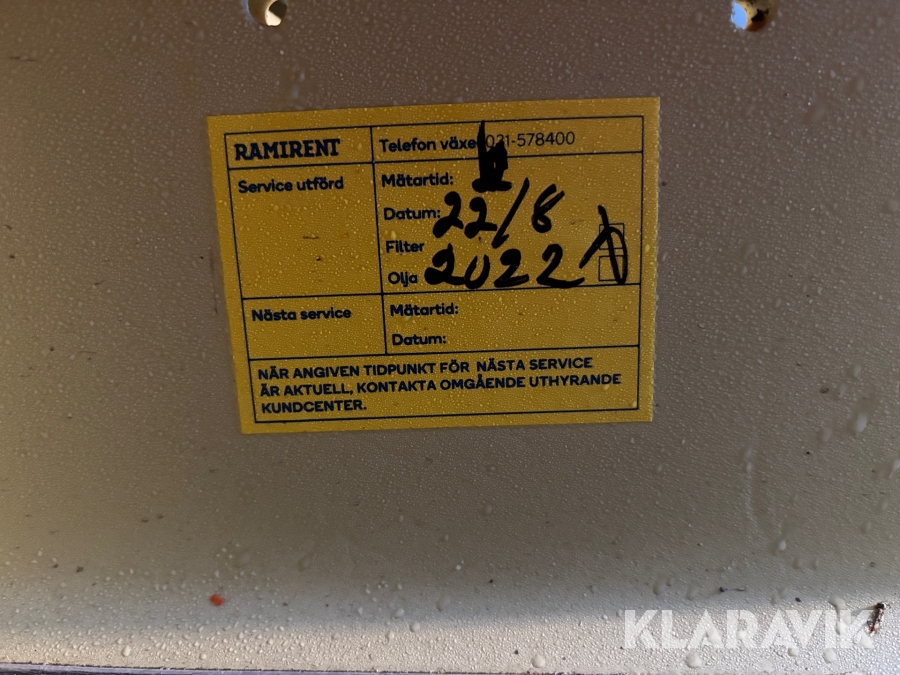 RAMIRENT
Telefon växel 021-578400
Service utförd
Mätartid:
Datum: 22/8
Filter
Olja 2022
Nästa service
Mätartid:
Datum:
NÄR ANGIVEN TIDPUNKT FÖR NÄSTA SERVICE
ÄR AKTUELL, KONTAKTA OMGÅENDE UTHYRANDE
KUNDCENTER.
KLARAVIK